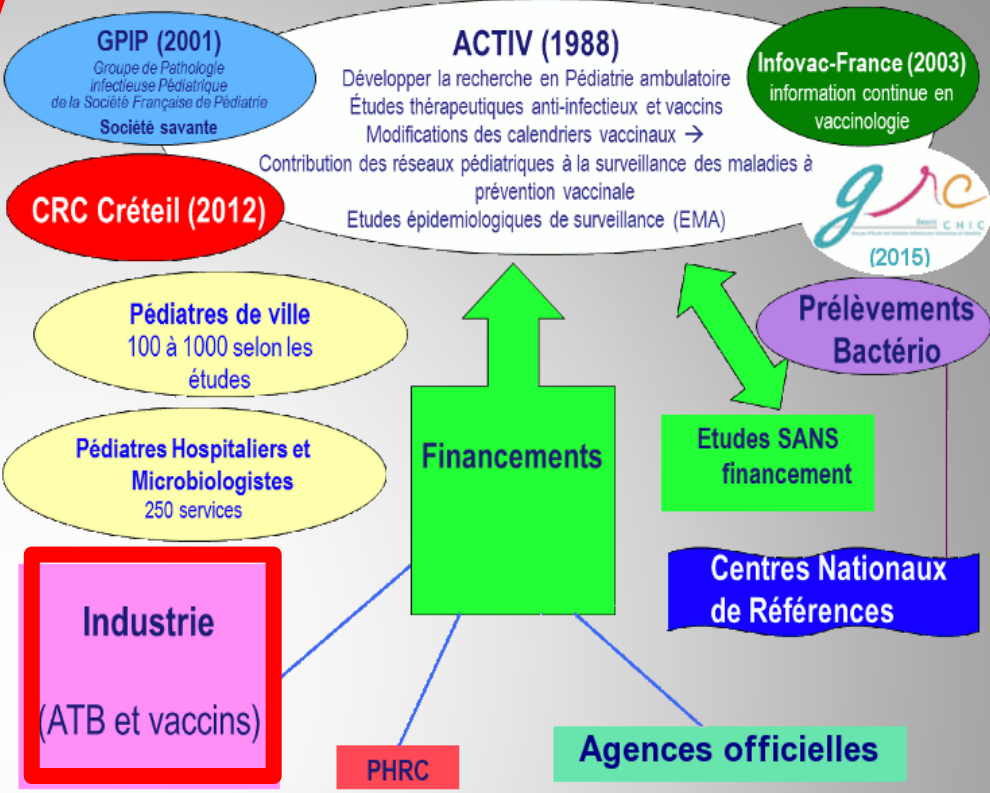 GPIP (2001)
Groupe de Pathologie
infectieuse Pédiatrique
de la Société Française de Pédiatrie
Société savante
ACTIV (1988)
Développer la recherche en Pédiatrie ambulatoire
Études thérapeutiques anti-infectieux et vaccins
Modifications des calendriers vaccinaux →
Contribution des réseaux pédiatriques à la surveillance des maladies à
prévention vaccinale
Etudes épidemiologiques de surveillance (EMA)
Infovac-France (2003)
information continue en
vaccinologie
CRC Créteil (2012)
grc
CHIC
(2015)
Pédiatres de ville
100 à 1000 selon les
études
Prélèvements
Bactério
Pédiatres Hospitaliers et
Microbiologistes
250 services
Financements
Etudes SANS
financement
Centres Nationaux
de Références
Industrie
(ATB et vaccins)
PHRC
Agences officielles